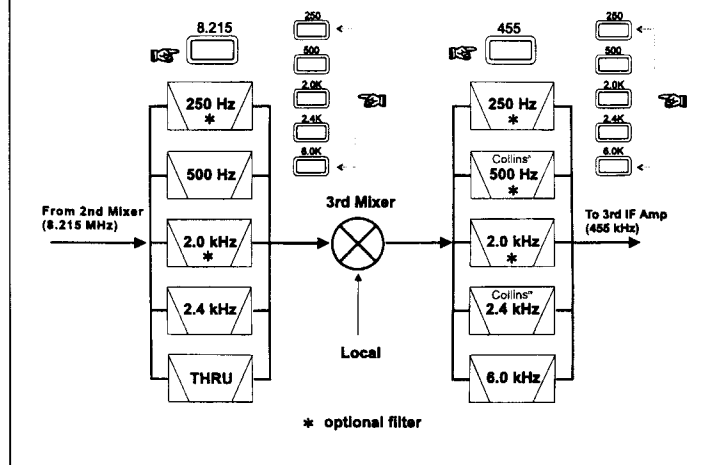 8.215
250
500
2.0K
2.4K
6.0K
455
250
500
2.0K
2.4K
6.0K
250 Hz
*
500 Hz
2.0 kHz
*
2.4 kHz
THRU
From 2nd Mixer
(8.215 MHz)
3rd Mixer
Local
250 Hz
*
Collins™
500 Hz
*
2.0 kHz
*
Collins™
2.4 kHz
6.0 kHz
To 3rd IF Amp
(455 kHz)
* optional filter